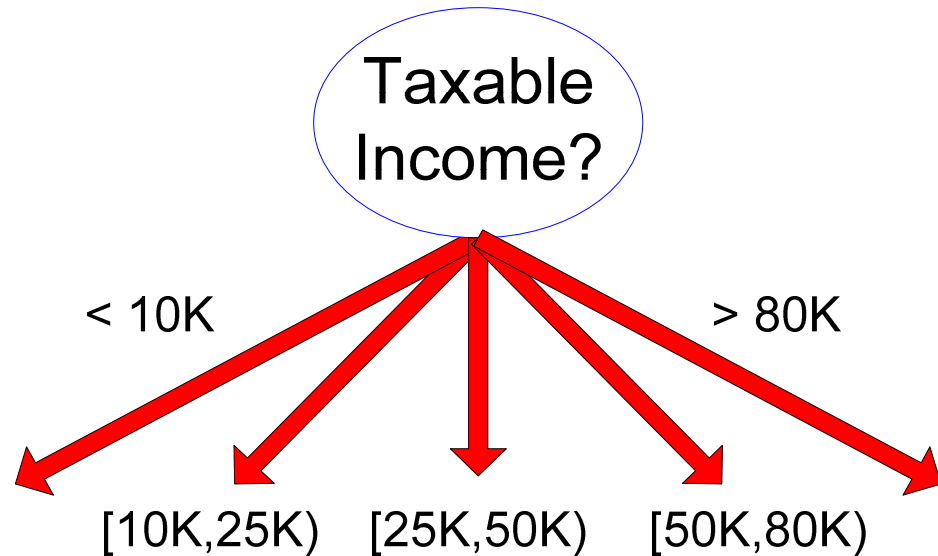 Taxable
Income?
< 10K
> 80K
[10K,25K)
[25K,50K)
[50K,80K)